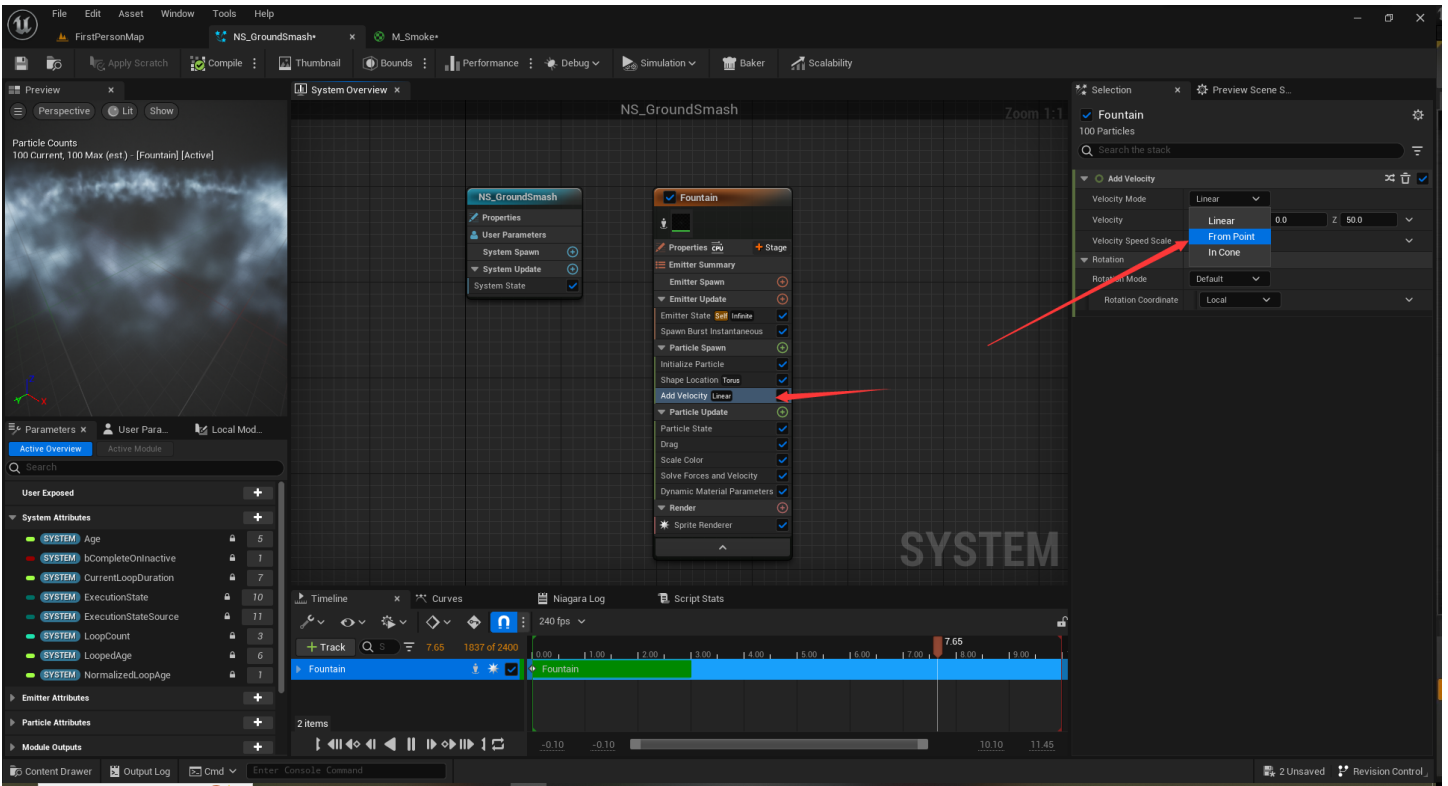 File Edit Asset Window Tools Help
FirstPersonMap NS_GroundSmash• × M_Smoke•
Apply Scratch Compile Thumbnail Bounds Performance Debug Simulation Baker Scalability
Preview × System Overview × Selection × Preview Scene S...
Perspective Lit Show
NS_GroundSmash
Zoom 1:1
Particle Counts
100 Current, 100 Max (est.) - [Fountain] [Active]
Fountain
100 Particles
Search the stack
Add Velocity
Velocity Mode Linear
Velocity 0.0 Z 50.0
Velocity Speed Scale
Linear
From Point
In Cone
Rotation
Rotation Mode Default
Rotation Coordinate Local
NS_GroundSmash
Properties
User Parameters
System Spawn
System Update
System State
Fountain
Properties CPU + Stage
Emitter Summary
Emitter Spawn
Emitter Update
Emitter State Self Infinite
Spawn Burst Instantaneous
Particle Spawn
Initialize Particle
Shape Location Torus
Add Velocity Linear
Particle Update
Particle State
Drag
Scale Color
Solve Forces and Velocity
Dynamic Material Parameters
Render
Sprite Renderer
SYSTEM
Z
X
Parameters × User Para... Local Mod...
Active Overview Active Module
Search
User Exposed
System Attributes
SYSTEM Age 5
SYSTEM bCompleteOnInactive 1
SYSTEM CurrentLoopDuration 7
SYSTEM ExecutionState 10
SYSTEM ExecutionStateSource 11
SYSTEM LoopCount 3
SYSTEM LoopedAge 6
SYSTEM NormalizedLoopAge 1
Emitter Attributes
Particle Attributes
Module Outputs
Timeline × Curves Niagara Log Script Stats
240 fps
+ Track S 7.65 1837 of 2400
7.65
0.00 1.00 2.00 3.00 4.00 5.00 6.00 7.00 8.00 9.00
Fountain Fountain
2 items
-0.10 -0.10 10.10 11.45
Content Drawer Output Log Cmd Enter Console Command 2 Unsaved Revision Control